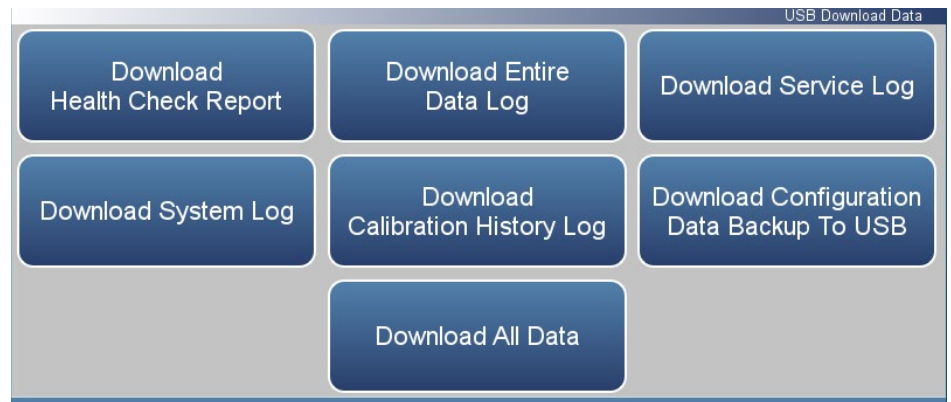 USB Download Data
Download
Health Check Report
Download Entire
Data Log
Download Service Log
Download System Log
Download
Calibration History Log
Download Configuration
Data Backup To USB
Download All Data